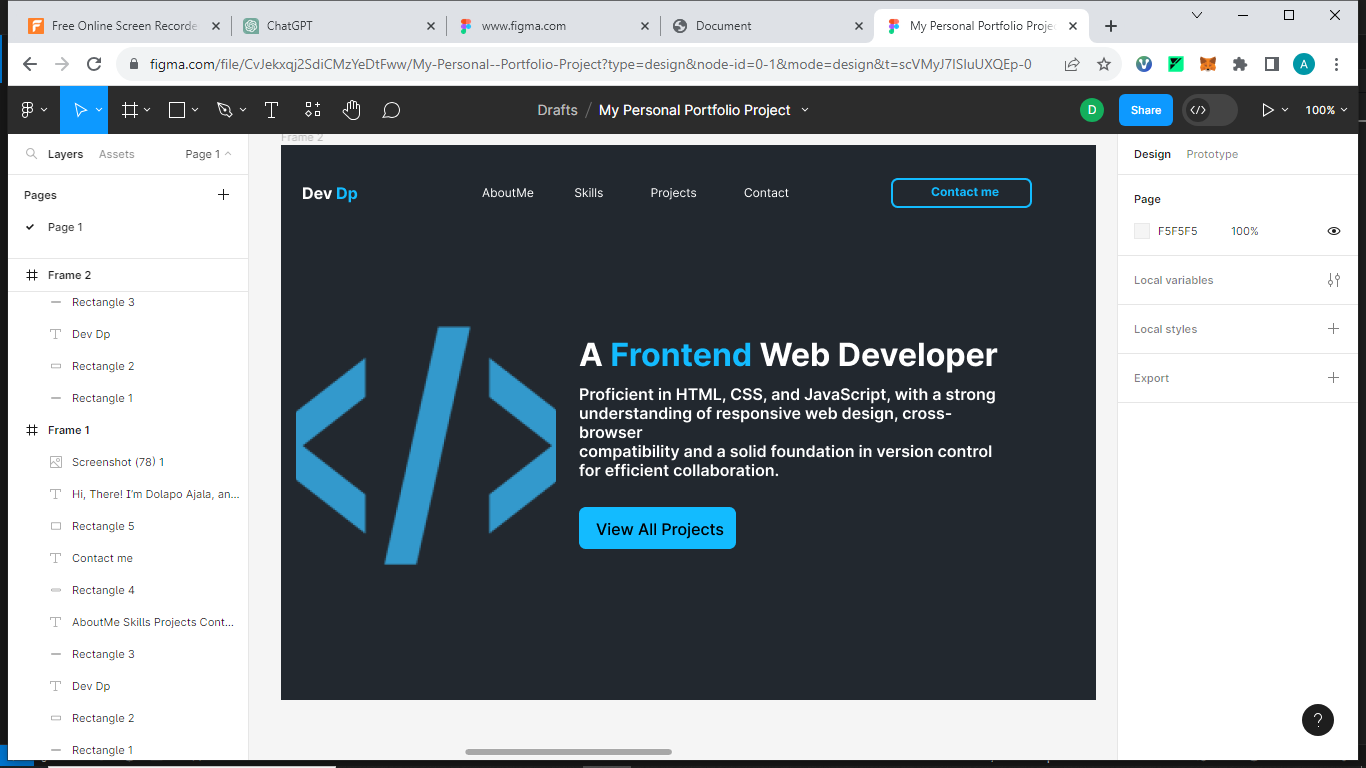 Free Online Screen Recorde
ChatGPT
www.figma.com
Document
My Personal Portfolio Proje
figma.com/file/CvJekxqj2SdiCMzYeDtFww/My-Personal--Portfolio-Project?type=design&node-id=0-1&mode=design&t=scVMyJ7ISluUXQEp-0
A
Drafts / My Personal Portfolio Project
D
Share
100%
Layers
Assets
Page 1
Pages
Page 1
Frame 2
Rectangle 3
Dev Dp
Rectangle 2
Rectangle 1
Frame 1
Screenshot (78) 1
Hi, There! I'm Dolapo Ajala, an...
Rectangle 5
Contact me
Rectangle 4
AboutMe Skills Projects Cont...
Rectangle 3
Dev Dp
Rectangle 2
Rectangle 1
Frame 2
Dev Dp
AboutMe
Skills
Projects
Contact
Contact me
A Frontend Web Developer
Proficient in HTML, CSS, and JavaScript, with a strong
understanding of responsive web design, cross-
browser
compatibility and a solid foundation in version control
for efficient collaboration.
View All Projects
Design
Prototype
Page
F5F5F5
100%
Local variables
Local styles
Export
?